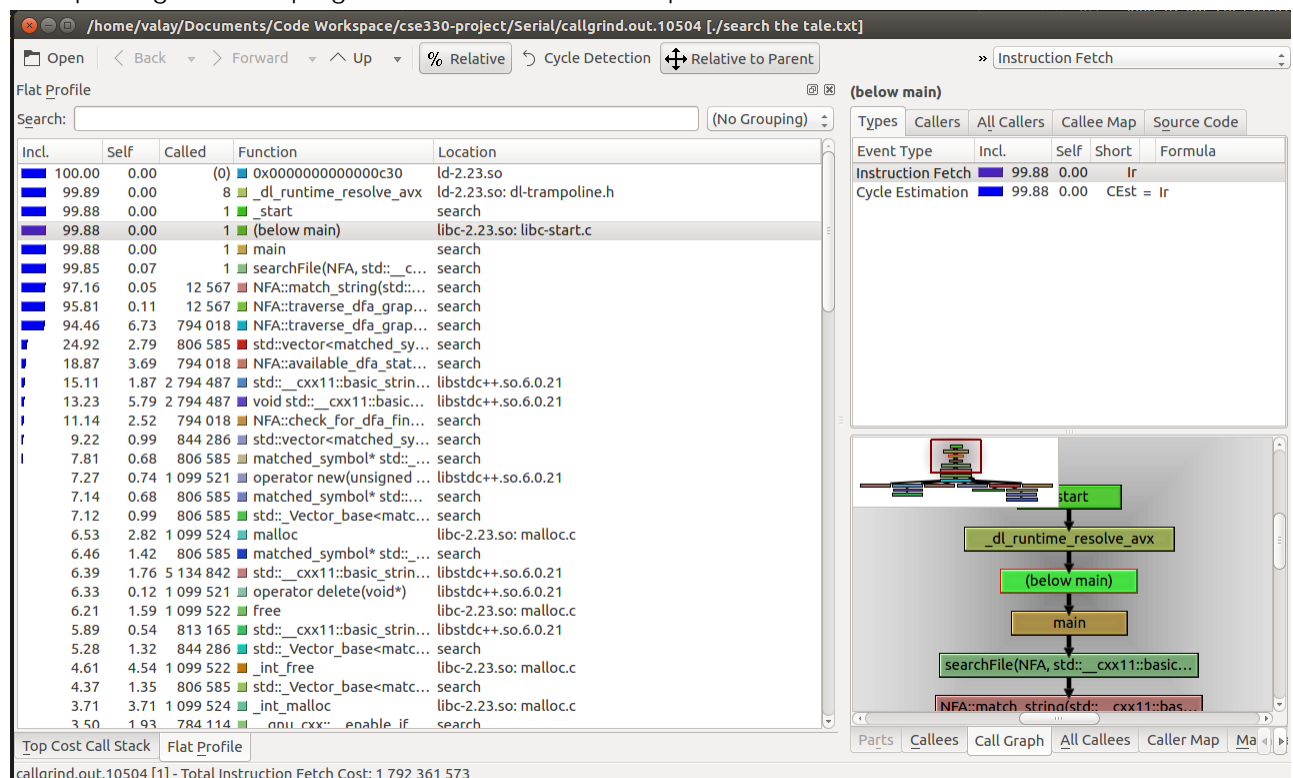 /home/valay/Documents/Code Workspace/cse330-project/Serial/callgrind.out.10504 [./search the tale.txt]
Open Back Forward Up % Relative Cycle Detection Relative to Parent » Instruction Fetch
Flat Profile
Search: (No Grouping)
Incl. Self Called Function Location
100.00 0.00 (0) 0x0000000000000c30 ld-2.23.so
99.89 0.00 8 _dl_runtime_resolve_avx ld-2.23.so: dl-trampoline.h
99.88 0.00 1 _start search
99.88 0.00 1 (below main) libc-2.23.so: libc-start.c
99.88 0.00 1 main search
99.85 0.07 1 searchFile(NFA, std::__c... search
97.16 0.05 12 567 NFA::match_string(std::... search
95.81 0.11 12 567 NFA::traverse_dfa_grap... search
94.46 6.73 794 018 NFA::traverse_dfa_grap... search
24.92 2.79 806 585 std::vector<matched_sy... search
18.87 3.69 794 018 NFA::available_dfa_stat... search
15.11 1.87 2 794 487 std::__cxx11::basic_strin... libstdc++.so.6.0.21
13.23 5.79 2 794 487 void std::__cxx11::basic... libstdc++.so.6.0.21
11.14 2.52 794 018 NFA::check_for_dfa_fin... search
9.22 0.99 844 286 std::vector<matched_sy... search
7.81 0.68 806 585 matched_symbol* std::_... search
7.27 0.74 1 099 521 operator new(unsigned ... libstdc++.so.6.0.21
7.14 0.68 806 585 matched_symbol* std::... search
7.12 0.99 806 585 std::_Vector_base<matc... search
6.53 2.82 1 099 524 malloc libc-2.23.so: malloc.c
6.46 1.42 806 585 matched_symbol* std::_... search
6.39 1.76 5 134 842 std::__cxx11::basic_strin... libstdc++.so.6.0.21
6.33 0.12 1 099 521 operator delete(void*) libstdc++.so.6.0.21
6.21 1.59 1 099 522 free libc-2.23.so: malloc.c
5.89 0.54 813 165 std::__cxx11::basic_strin... libstdc++.so.6.0.21
5.28 1.32 844 286 std::_Vector_base<matc... search
4.61 4.54 1 099 522 _int_free libc-2.23.so: malloc.c
4.37 1.35 806 585 std::_Vector_base<matc... search
3.71 3.71 1 099 524 _int_malloc libc-2.23.so: malloc.c
3.50 1.93 784 114 __gnu_cxx::__enable_if... search
Top Cost Call Stack Flat Profile
callgrind.out.10504 [1] - Total Instruction Fetch Cost: 1 792 361 573
(below main)
Types Callers All Callers Callee Map Source Code
Event Type Incl. Self Short Formula
Instruction Fetch 99.88 0.00 Ir
Cycle Estimation 99.88 0.00 CEst = Ir
start
_dl_runtime_resolve_avx
(below main)
main
searchFile(NFA, std::__cxx11::basic...
NFA::match_string(std::__cxx11::bas...
Parts Callees Call Graph All Callees Caller Map Ma